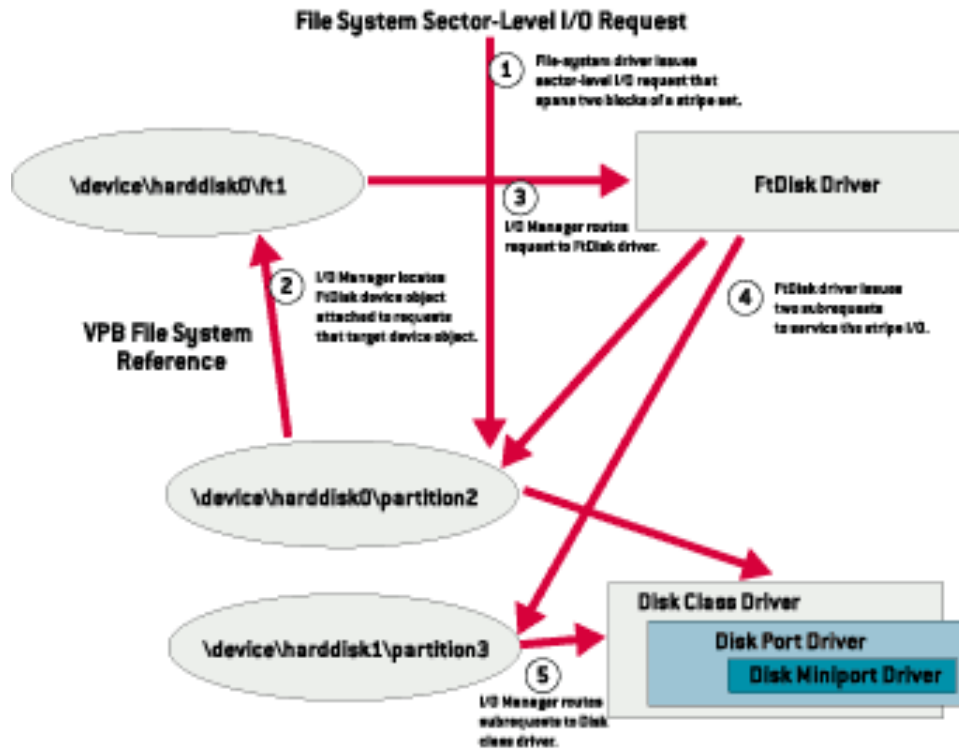 File System Sector-Level I/O Request
1
File-system driver issues
sector-level I/O request that
spans two blocks of a stripe set.
\device\harddisk0\ft1
FtDisk Driver
3
I/O Manager routes
request to FtDisk driver.
2
I/O Manager locates
FtDisk device object
attached to requests
that target device object.
4
FtDisk driver issues
two subrequests
to service the stripe I/O.
VPB File System
Reference
\device\harddisk0\partition2
\device\harddisk1\partition3
Disk Class Driver
Disk Port Driver
Disk Miniport Driver
5
I/O Manager routes
subrequests to Disk
class driver.